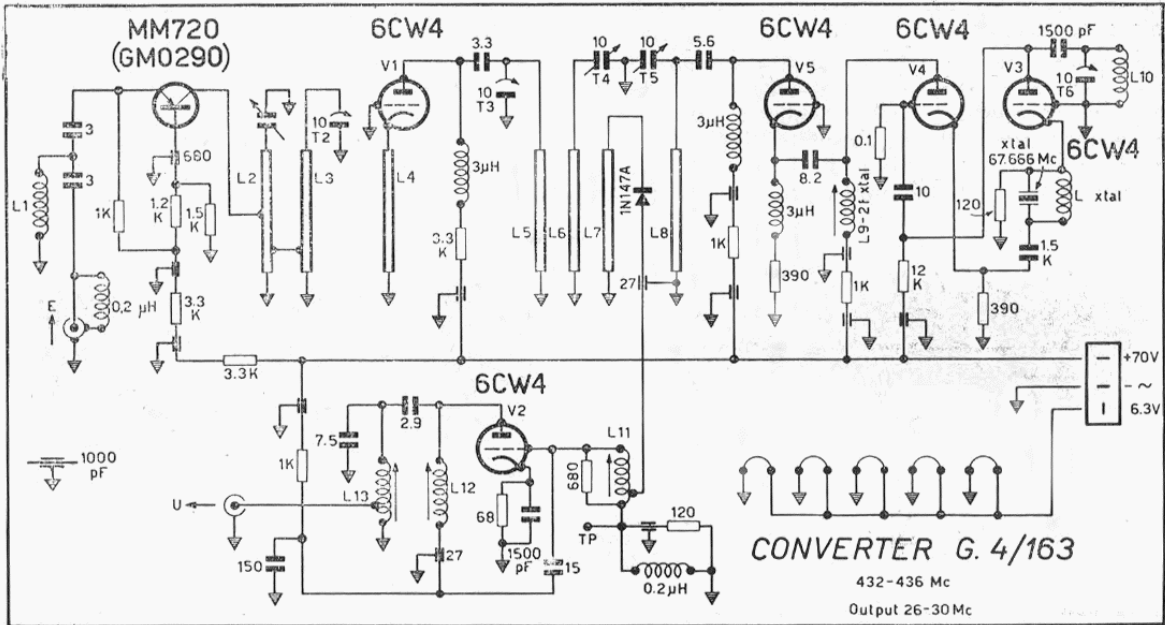 MM720
(GM0290)
6CW4
6CW4
6CW4
1500 pF
V1
3.3
10
T3
10
T4
10
T5
5.6
V5
V4
V3
10
T6
L10
3
3
680
10
T2
L1
1K
1.2
K
1.5
K
L2
L3
L4
3µH
3.3
K
L5
L6
L7
1N147A
L8
27
3µH
1K
3µH
8.2
390
L9-2f xtal
1K
0.1
10
12
K
xtal
67.666 Mc
6CW4
120
L
xtal
1.5
K
390
E
0,2 µH
3.3
K
3.3K
+70V
- ~
6.3V
6CW4
V2
7.5
2.9
1K
L13
L12
U
68
1500
pF
15
27
150
680
L11
TP
120
0.2µH
1000
pF
CONVERTER G. 4/163
432-436 Mc
Output 26-30 Mc